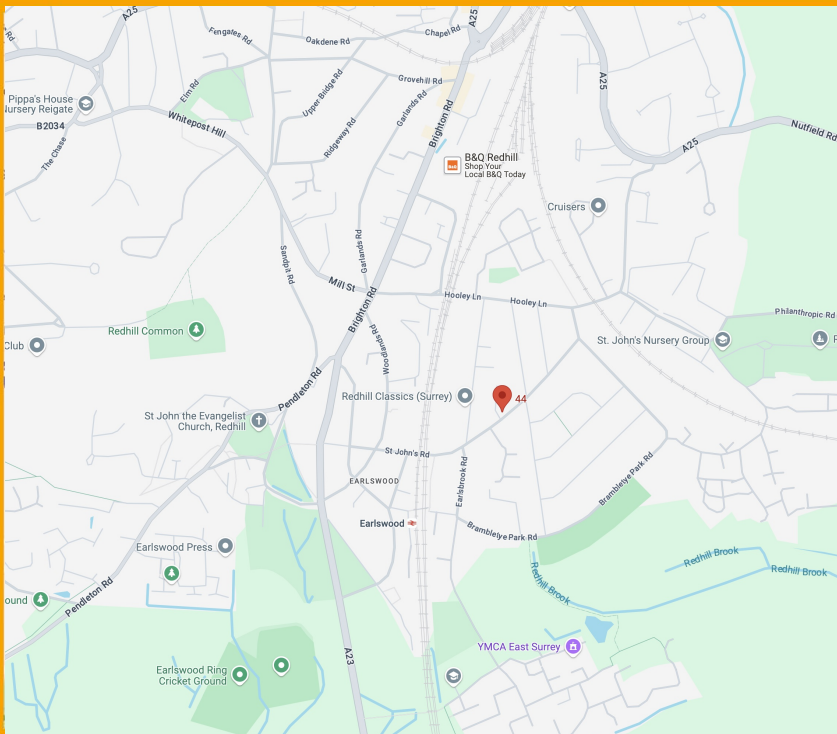 A25
Fengates Rd
Oakdene Rd
Chapel Rd
A25
Grovehill Rd
Elm Rd
Upper Bridge Rd
Garlands Rd
A25
Pippa's House
Nursery Reigate
B2034
Whitepost Hill
The Chase
Ridgeway Rd
Brighton Rd
Nutfield Rd
A25
B&Q Redhill
Shop Your
Local B&Q Today
Cruisers
Sandpit Rd
Garlands Rd
Mill St
Hooley Ln
Hooley Ln
Brighton Rd
Philanthropic Rd
Redhill Common
Woodlands Rd
St. John's Nursery Group
Club
Pendleton Rd
Redhill Classics (Surrey)
44
St John the Evangelist
Church, Redhill
St John's Rd
EARLSWOOD
Earlsbrook Rd
Brambletye Park Rd
Earlswood
Brambletye Park Rd
Earlswood Press
Redhill Brook
Redhill Brook
Redhill Brook
Pendleton Rd
ound
A23
YMCA East Surrey
Earlswood Ring
Cricket Ground